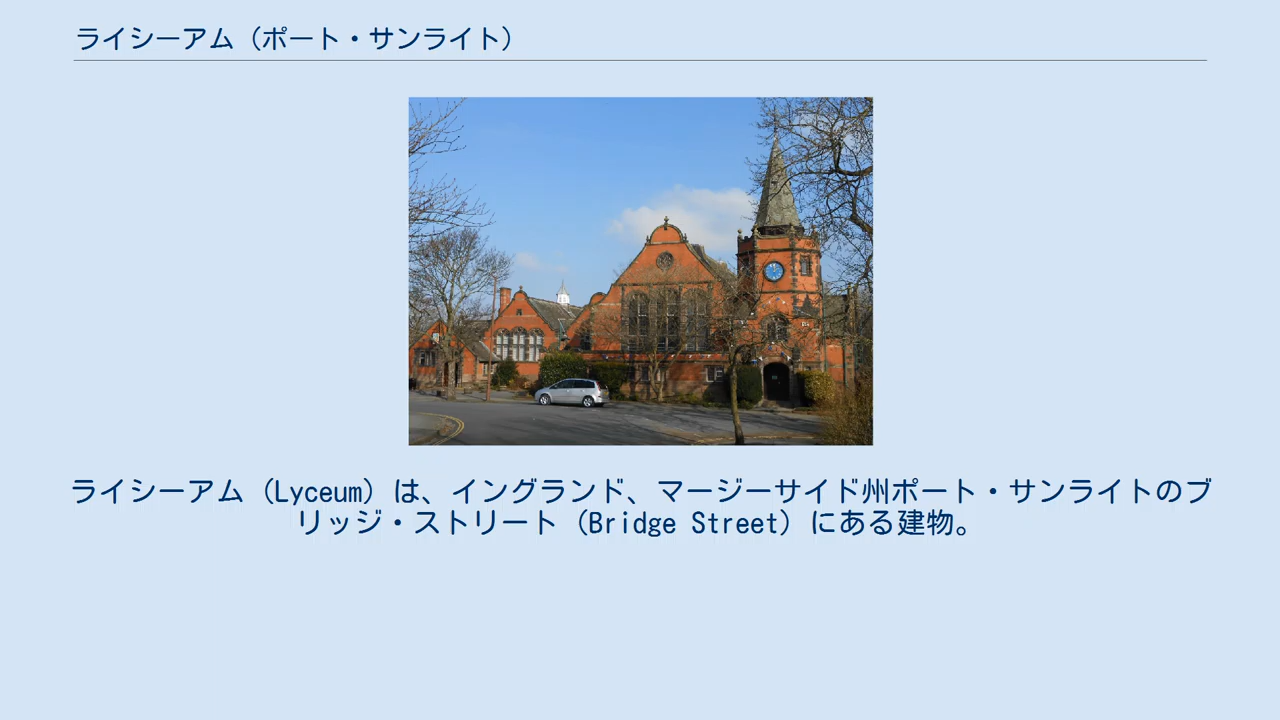 ライシーアム（ポート・サンライト）
ライシーアム（Lyceum）は、イングランド、マージーサイド州ポート・サンライトのブ
リッジ・ストリート（Bridge Street）にある建物。